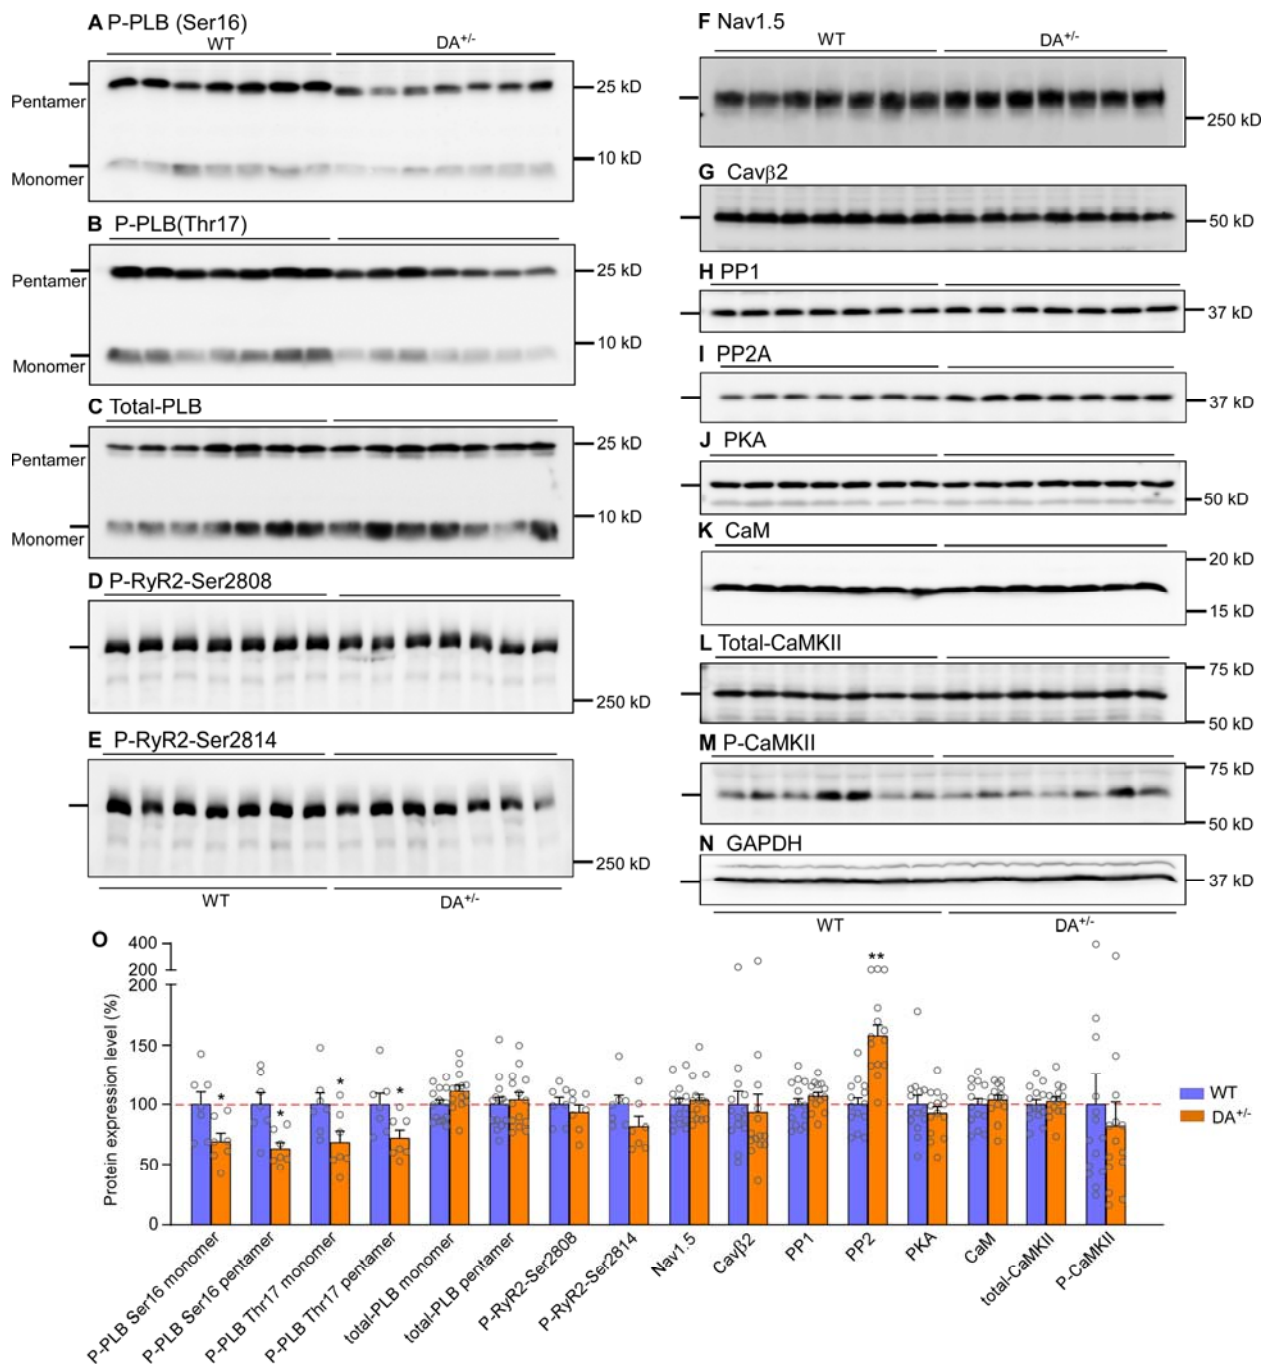 A P-PLB (Ser16)
WT DA+/-
Pentamer
25 kD
Monomer
10 kD
B P-PLB(Thr17)
Pentamer
25 kD
Monomer
10 kD
C Total-PLB
Pentamer
25 kD
Monomer
10 kD
D P-RyR2-Ser2808
250 kD
E P-RyR2-Ser2814
250 kD
WT DA+/-
F Nav1.5
WT DA+/-
250 kD
G Cavβ2
50 kD
H PP1
37 kD
I PP2A
37 kD
J PKA
50 kD
K CaM
20 kD
15 kD
L Total-CaMKII
75 kD
50 kD
M P-CaMKII
75 kD
50 kD
N GAPDH
37 kD
WT DA+/-
O
Protein expression level (%)
400
200
200
150
100
50
0
* * * * **
P-PLB Ser16 monomer
P-PLB Ser16 pentamer
P-PLB Thr17 monomer
P-PLB Thr17 pentamer
total-PLB monomer
total-PLB pentamer
P-RyR2-Ser2808
P-RyR2-Ser2814
Nav1.5
Cavβ2
PP1
PP2
PKA
CaM
total-CaMKII
P-CaMKII
WT
DA+/-